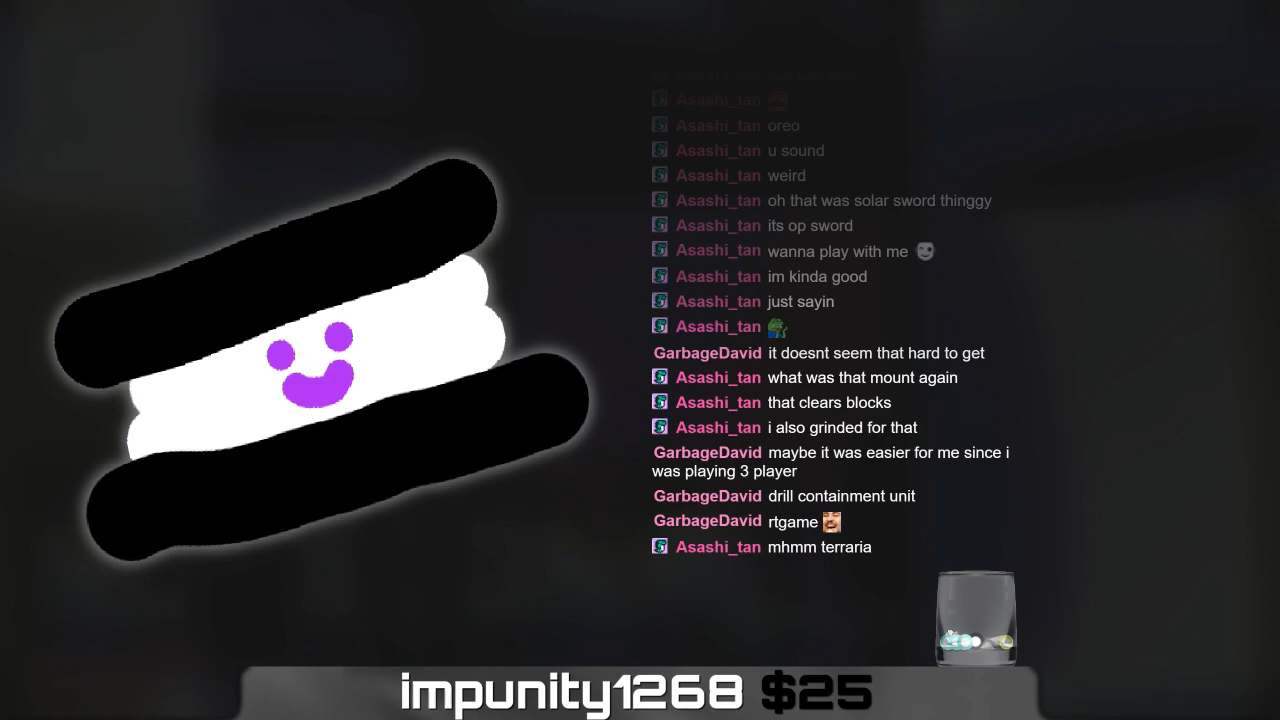 Asashi_tan
Asashi_tan oreo
Asashi_tan u sound
Asashi_tan weird
Asashi_tan oh that was solar sword thinggy
Asashi_tan its op sword
Asashi_tan wanna play with me
Asashi_tan im kinda good
Asashi_tan just sayin
Asashi_tan
GarbageDavid it doesnt seem that hard to get
Asashi_tan what was that mount again
Asashi_tan that clears blocks
Asashi_tan i also grinded for that
GarbageDavid maybe it was easier for me since i
was playing 3 player
GarbageDavid drill containment unit
GarbageDavid rtgame
Asashi_tan mhmm terraria
impunity1268 $25